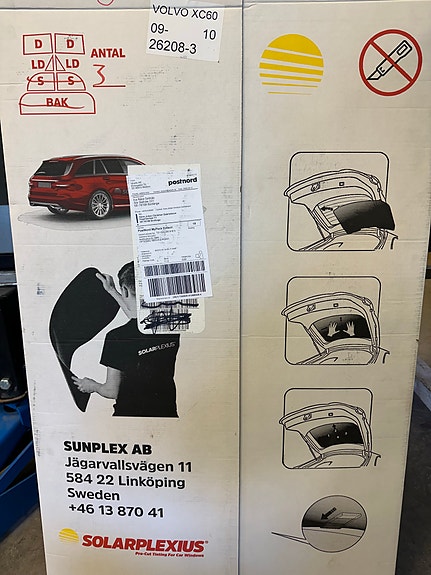 VOLVO XC60
09- 10
26208-3
D D
LD LD
S S
BAK
ANTAL
3
postnord
SOLARPLEXIUS
SUNPLEX AB
Jägarvallsvägen 11
584 22 Linköping
Sweden
+46 13 870 41
SOLARPLEXIUS®
Pre-Cut Tinting For Car Windows